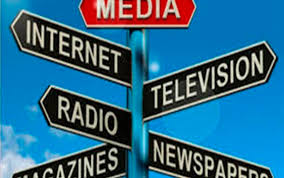 MEDIA
INTERNET
TELEVISION
RADIO
MAGAZINES
NEWSPAPERS